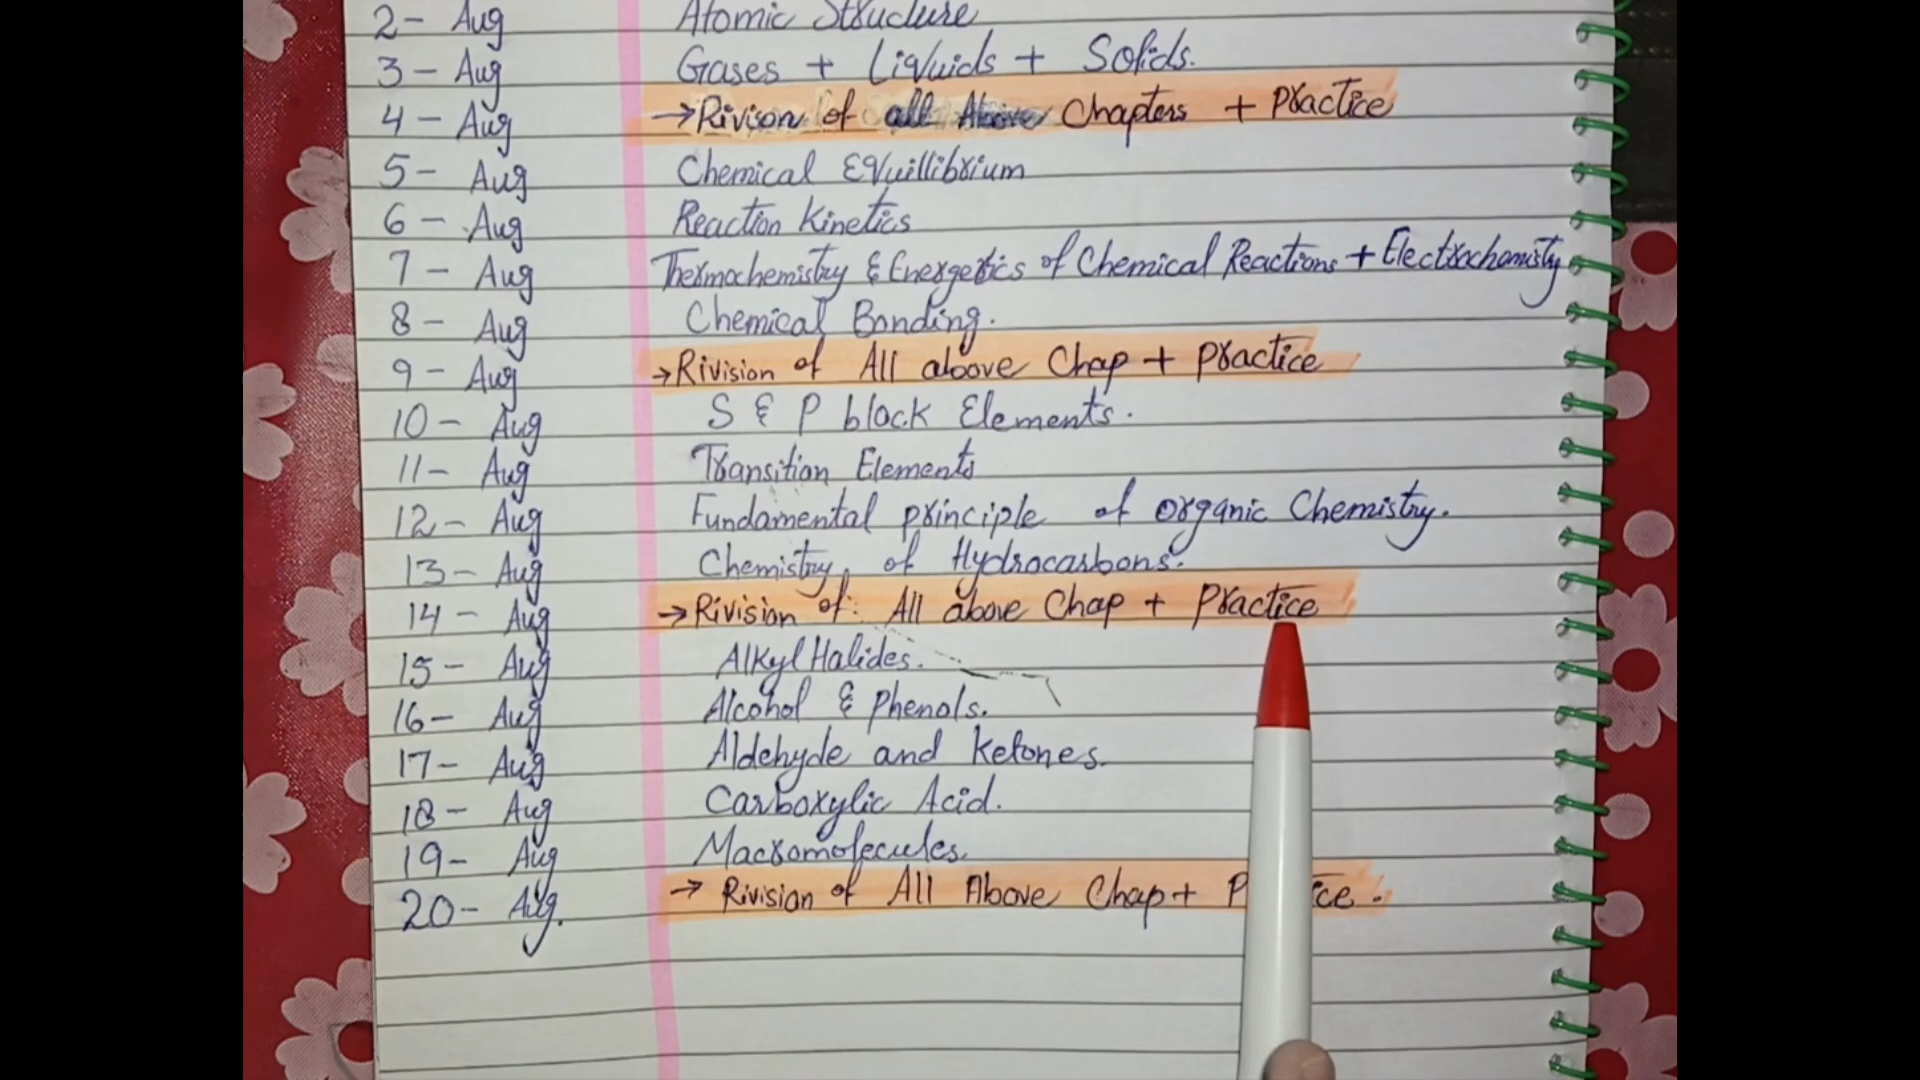 2- Aug Atomic Structure
3- Aug Gases + Liquids + Solids.
4- Aug →Rivison of all Above Chapters + Practice
5- Aug Chemical Equillibrium
6- Aug Reaction Kinetics
7- Aug Thermochemistry & Energetics of Chemical Reactions + Electrochemistry
8- Aug Chemical Bonding.
9- Aug →Rivision of All above Chap + Practice
10- Aug S & P block Elements.
11- Aug Transition Elements
12- Aug Fundamental principle of organic Chemistry.
13- Aug Chemistry of Hydrocarbons.
14- Aug →Rivision of All above Chap + Practice
15- Aug Alkyl Halides.
16- Aug Alcohol & Phenols.
17- Aug Aldehyde and Ketones.
18- Aug Carboxylic Acid.
19- Aug Macromolecules.
20- Aug. → Rivision of All Above Chap +